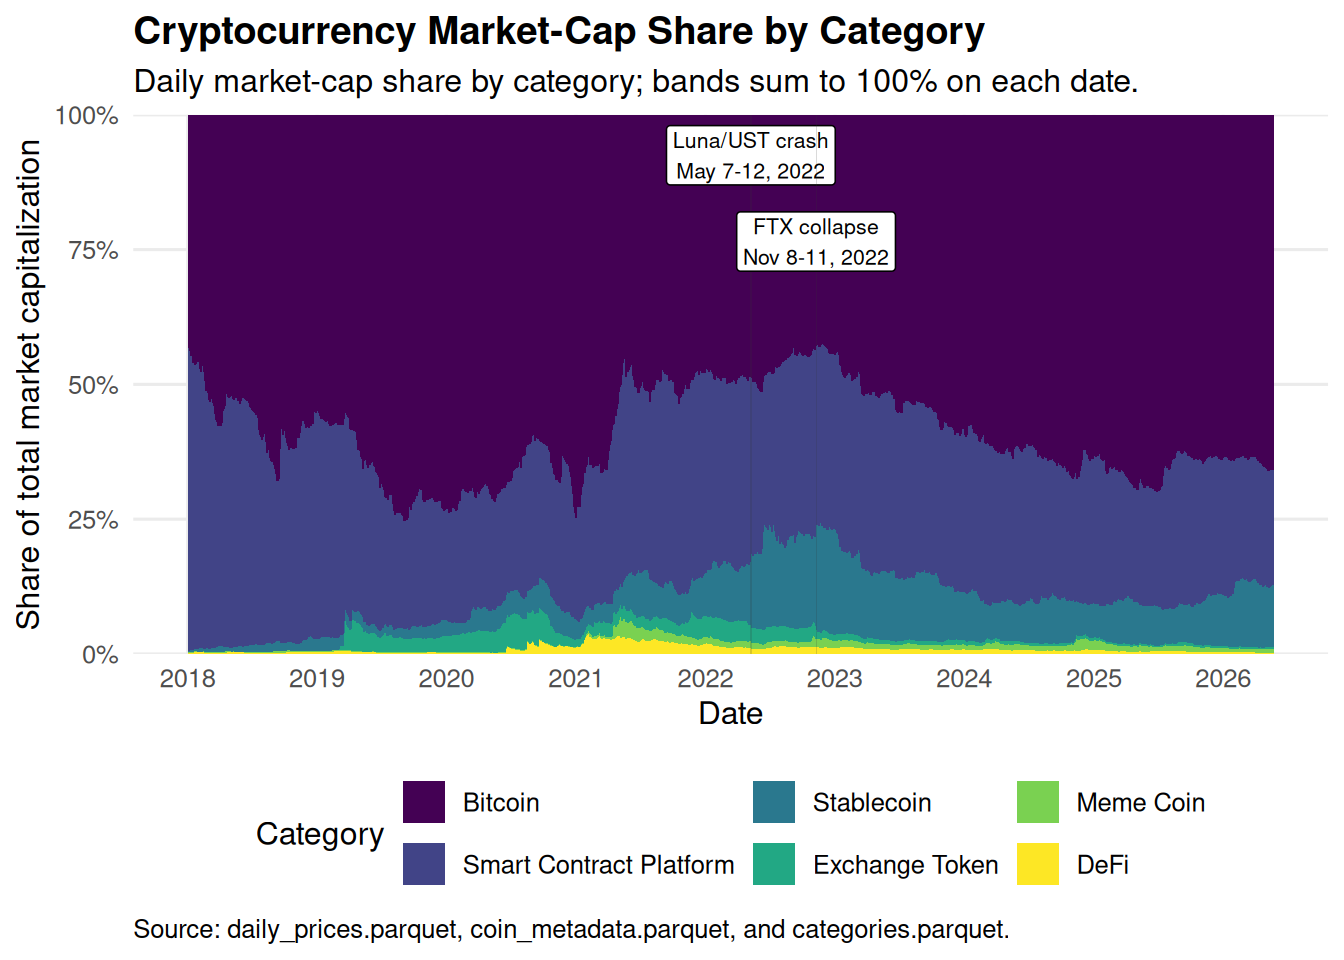 Cryptocurrency Market-Cap Share by Category
Daily market-cap share by category; bands sum to 100% on each date.
Share of total market capitalization
100%
75%
50%
25%
0%
Luna/UST crash
May 7-12, 2022
FTX collapse
Nov 8-11, 2022
2018 2019 2020 2021 2022 2023 2024 2025 2026
Date
Category
Bitcoin
Smart Contract Platform
Stablecoin
Exchange Token
Meme Coin
DeFi
Source: daily_prices.parquet, coin_metadata.parquet, and categories.parquet.